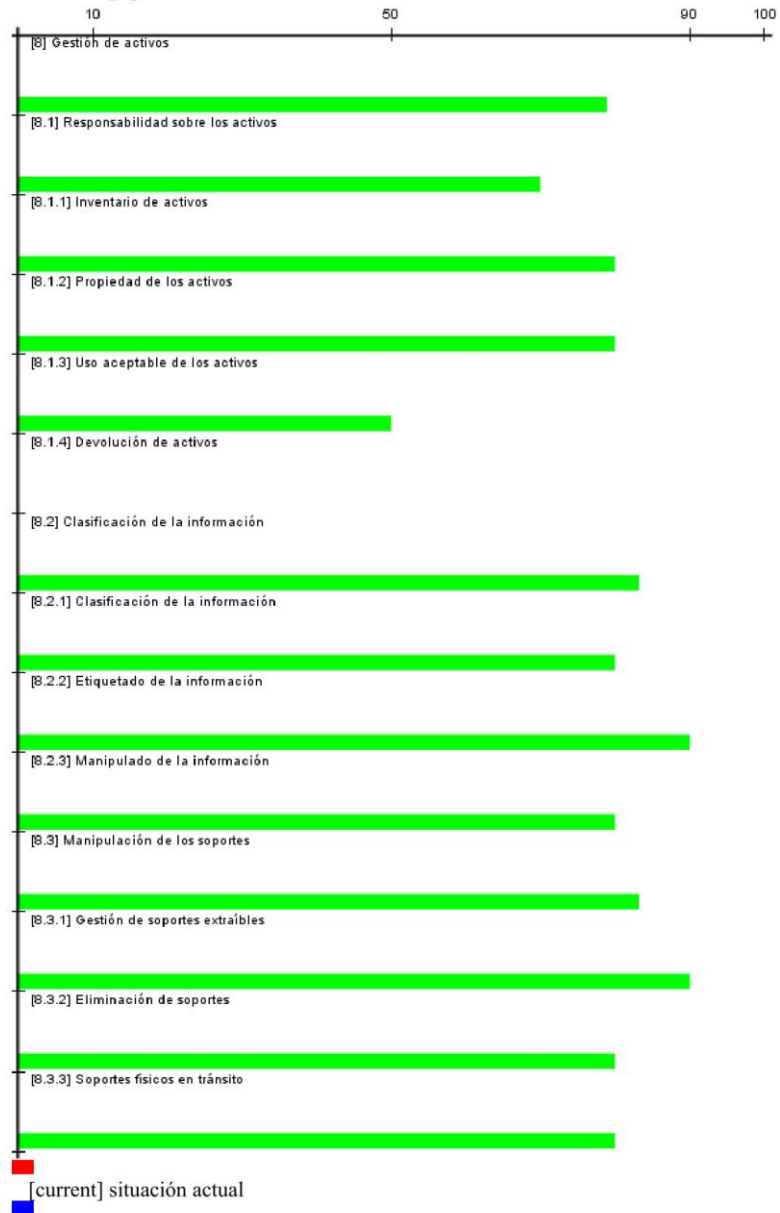 10 50 90 100
[8] Gestión de activos
[8.1] Responsabilidad sobre los activos
[8.1.1] Inventario de activos
[8.1.2] Propiedad de los activos
[8.1.3] Uso aceptable de los activos
[8.1.4] Devolución de activos
[8.2] Clasificación de la información
[8.2.1] Clasificación de la información
[8.2.2] Etiquetado de la información
[8.2.3] Manipulado de la información
[8.3] Manipulación de los soportes
[8.3.1] Gestión de soportes extraíbles
[8.3.2] Eliminación de soportes
[8.3.3] Soportes físicos en tránsito
[current] situación actual